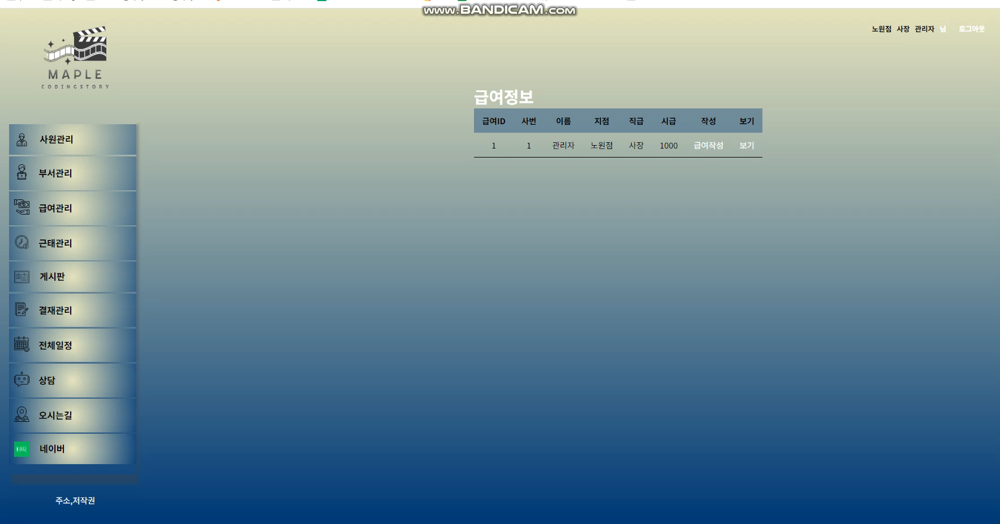 www.BANDICAM.com
노원점 사장 관리자 님 로그아웃
MAPLE
CODINGSTORY
급여정보
급여ID 사번 이름 지점 직급 시급 작성 보기
1 1 관리자 노원점 사장 1000 급여작성 보기
사원관리
부서관리
급여관리
근태관리
게시판
결재관리
전체일정
상담
오시는길
네이버
주소,저작권